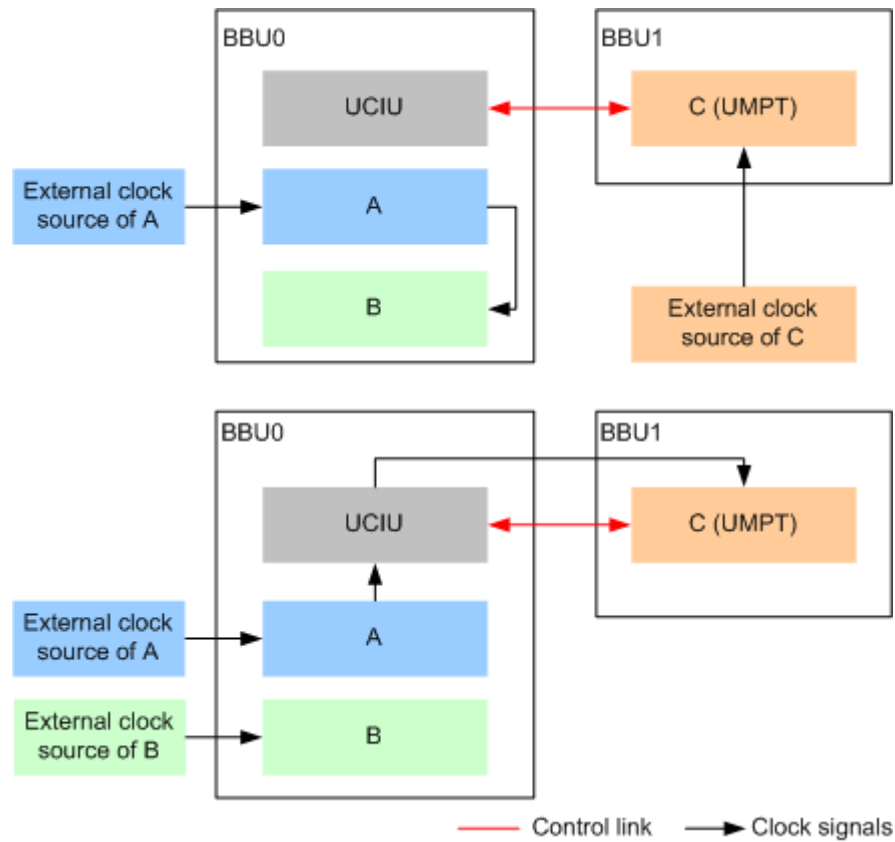 BBU0
BBU1
UCIU
C (UMPT)
External clock
source of A
A
B
External clock
source of C
BBU0
BBU1
UCIU
C (UMPT)
External clock
source of A
A
External clock
source of B
B
Control link
Clock signals